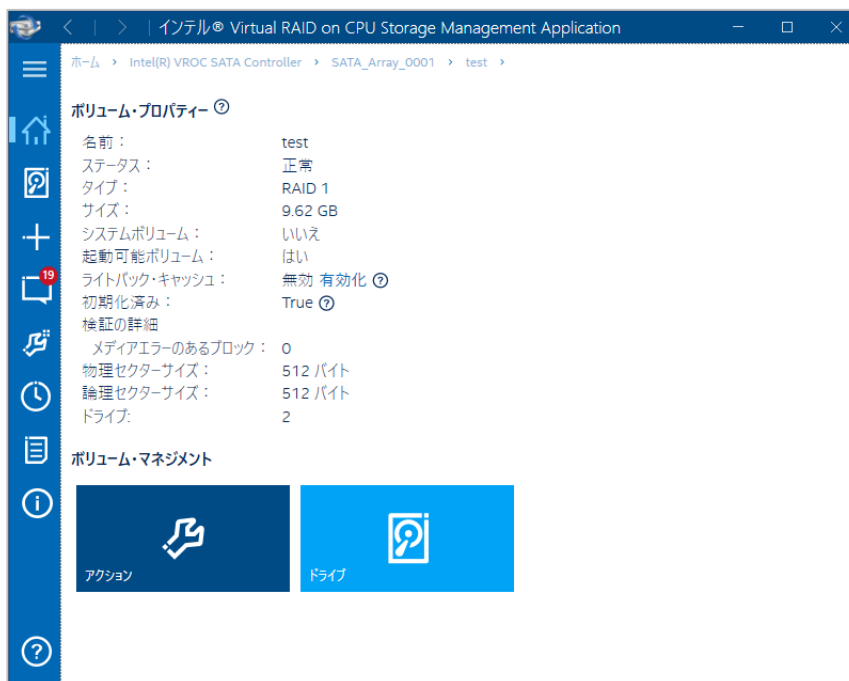 インテル® Virtual RAID on CPU Storage Management Application
ホーム › Intel(R) VROC SATA Controller › SATA_Array_0001 › test ›
ボリューム・プロパティー ?
名前： test
ステータス： 正常
タイプ： RAID 1
サイズ： 9.62 GB
システムボリューム： いいえ
起動可能ボリューム： はい
ライトバック・キャッシュ： 無効 有効化 ?
初期化済み： True ?
検証の詳細
メディアエラーのあるブロック： 0
物理セクターサイズ： 512 バイト
論理セクターサイズ： 512 バイト
ドライブ: 2
ボリューム・マネジメント
アクション
ドライブ
19